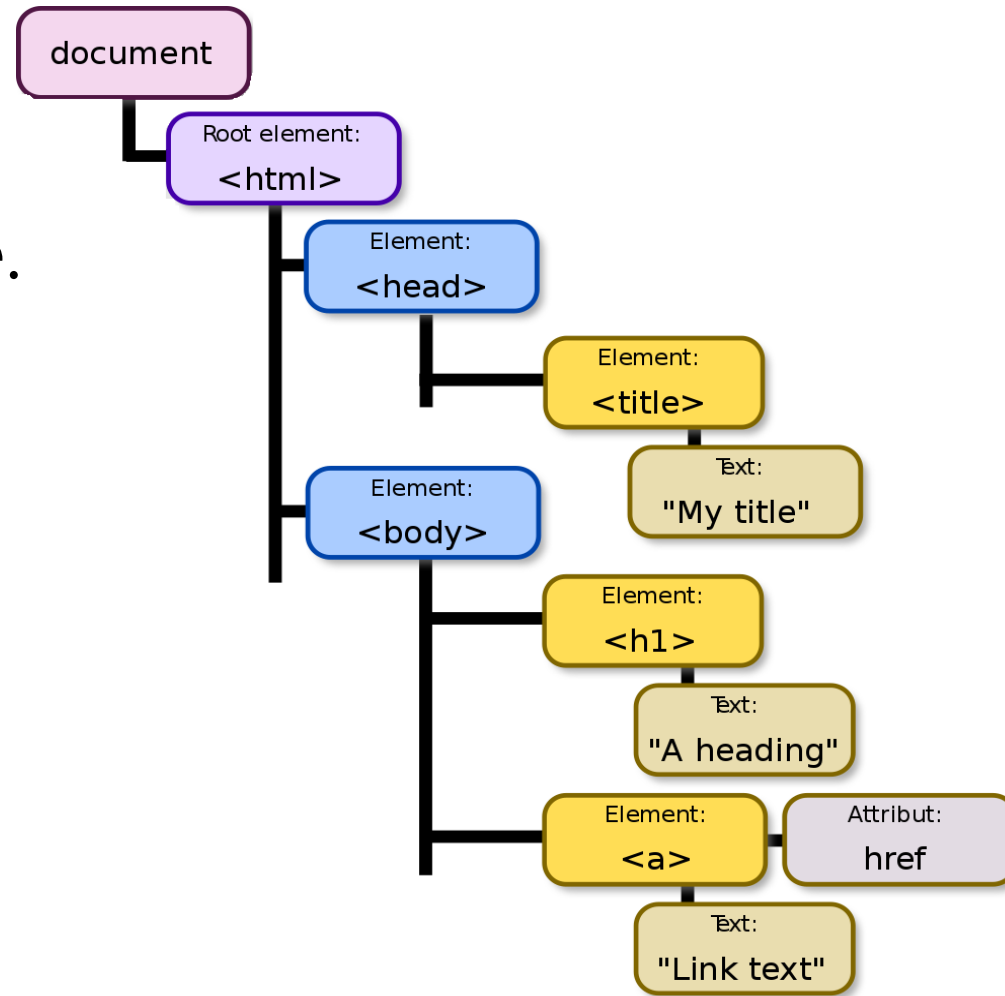 document
Root element:
<html>
Element:
<head>
Element:
<title>
Text:
"My title"
Element:
<body>
Element:
<h1>
Text:
"A heading"
Element:
<a>
Attribut:
href
Text:
"Link text"